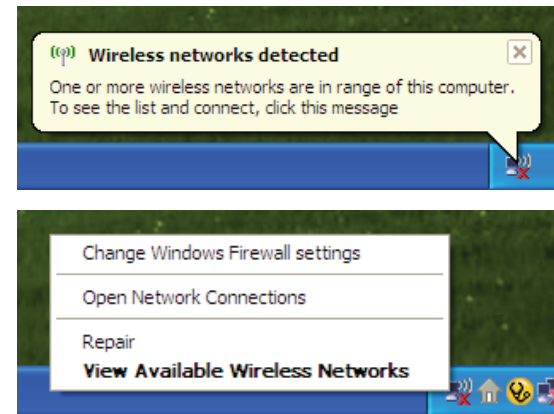 Wireless networks detected
One or more wireless networks are in range of this computer.
To see the list and connect, click this message
Change Windows Firewall settings
Open Network Connections
Repair
View Available Wireless Networks